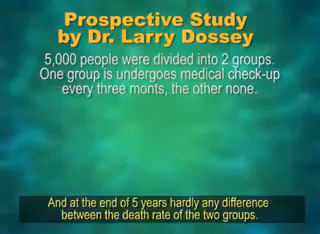 Prospective Study
by Dr. Larry Dossey
5,000 people were divided into 2 groups.
One group is undergoes medical check-up
every three monts, the other none.
And at the end of 5 years hardly any difference
between the death rate of the two groups.